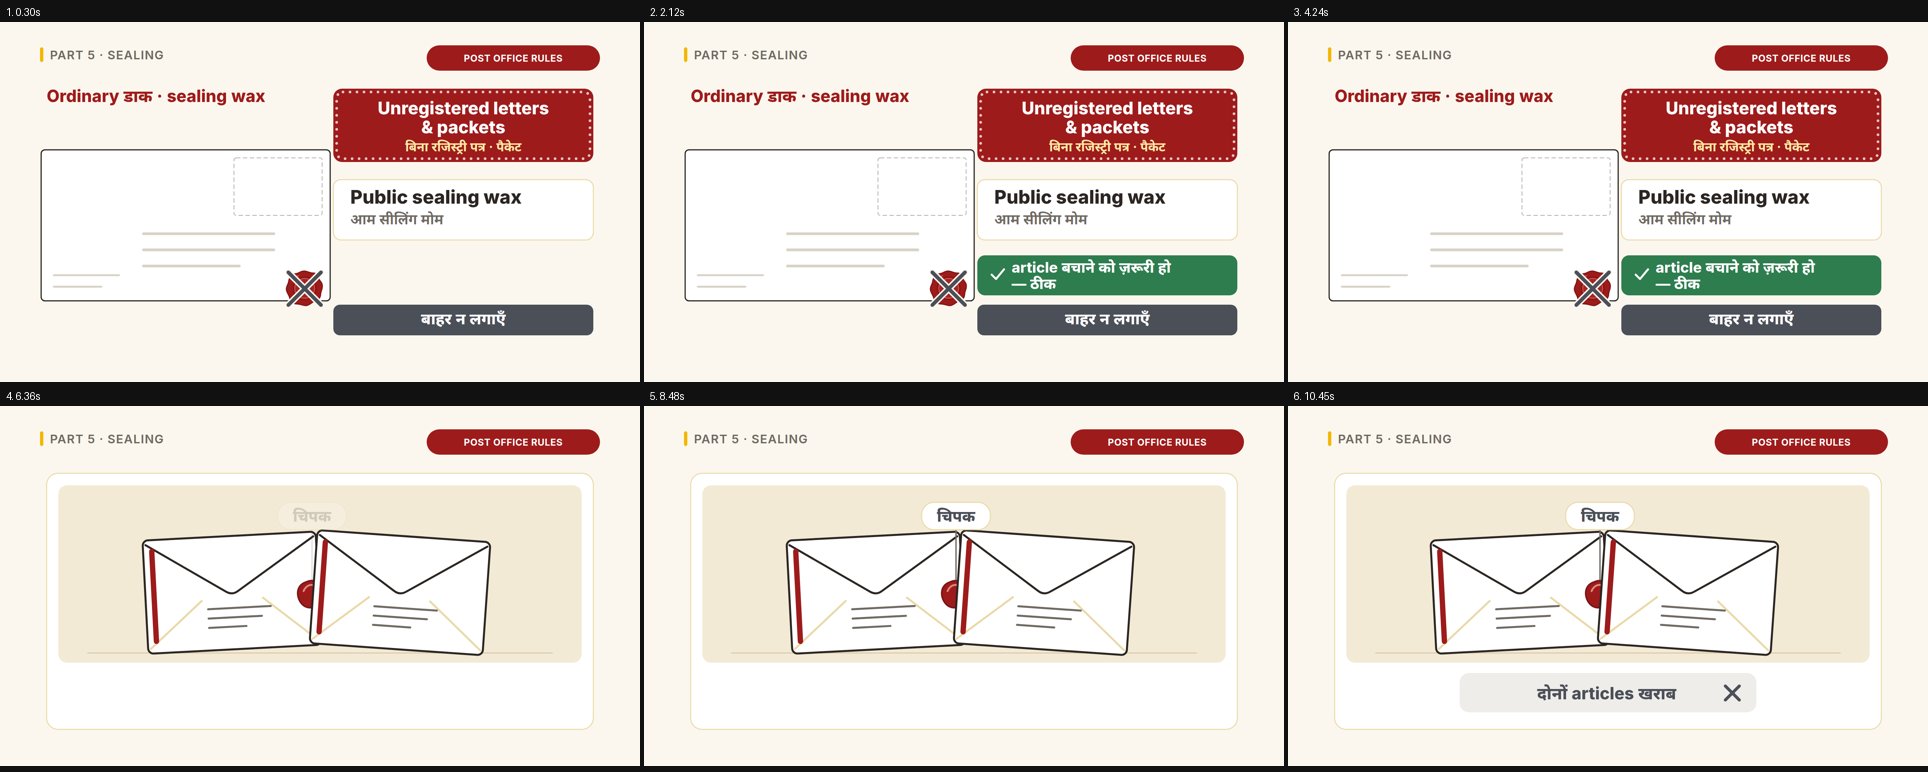 1. 0.30s
PART 5 · SEALING
POST OFFICE RULES
Ordinary डाक · sealing wax
Unregistered letters
& packets
बिना रजिस्ट्री पत्र · पैकेट
Public sealing wax
आम सीलिंग मोम
बाहर न लगाएँ
2. 2.12s
PART 5 · SEALING
POST OFFICE RULES
Ordinary डाक · sealing wax
Unregistered letters
& packets
बिना रजिस्ट्री पत्र · पैकेट
Public sealing wax
आम सीलिंग मोम
article बचाने को ज़रूरी हो
— ठीक
बाहर न लगाएँ
3. 4.24s
PART 5 · SEALING
POST OFFICE RULES
Ordinary डाक · sealing wax
Unregistered letters
& packets
बिना रजिस्ट्री पत्र · पैकेट
Public sealing wax
आम सीलिंग मोम
article बचाने को ज़रूरी हो
— ठीक
बाहर न लगाएँ
4. 6.36s
PART 5 · SEALING
POST OFFICE RULES
चिपक
5. 8.48s
PART 5 · SEALING
POST OFFICE RULES
चिपक
6. 10.45s
PART 5 · SEALING
POST OFFICE RULES
चिपक
दोनों articles खराब